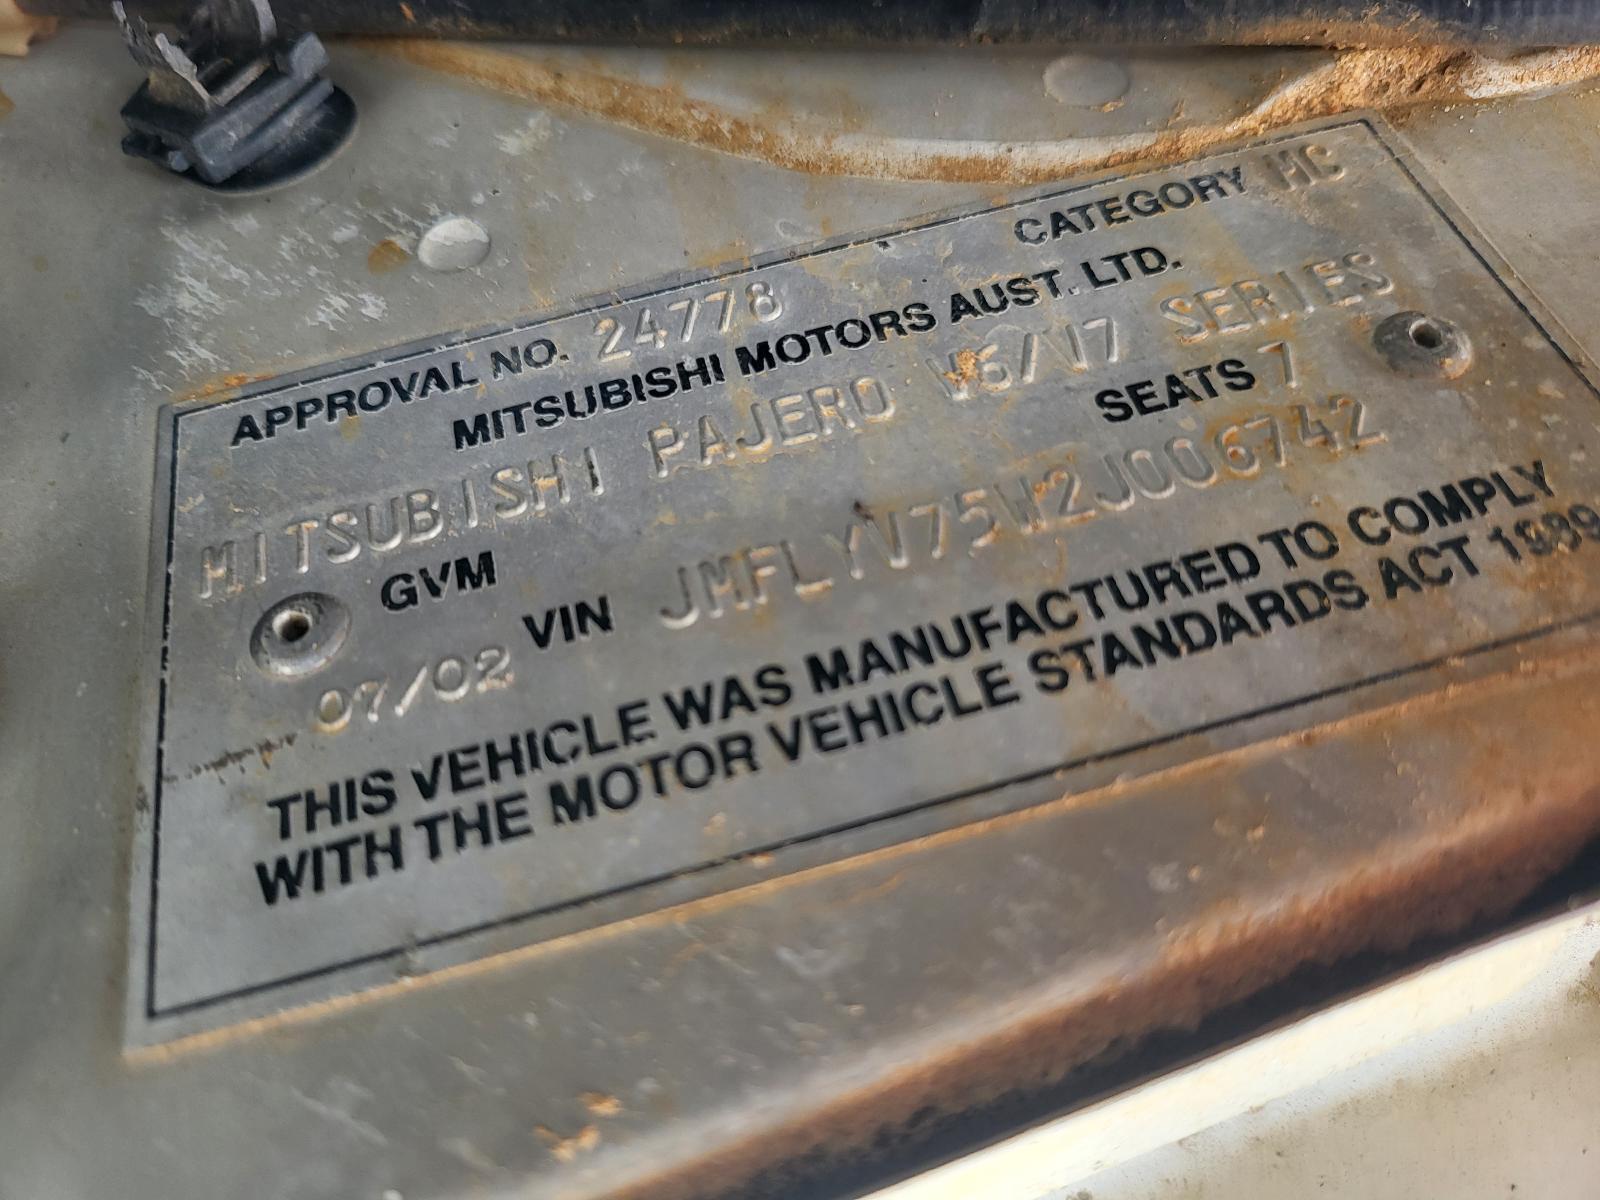 APPROVAL NO. 24778 CATEGORY MC
MITSUBISHI MOTORS AUST. LTD.
MITSUBISHI PAJERO V6/V7 SERIES
GVM SEATS 7
07/02 VIN JMFLYV75W2J006742
THIS VEHICLE WAS MANUFACTURED TO COMPLY
WITH THE MOTOR VEHICLE STANDARDS ACT 1989